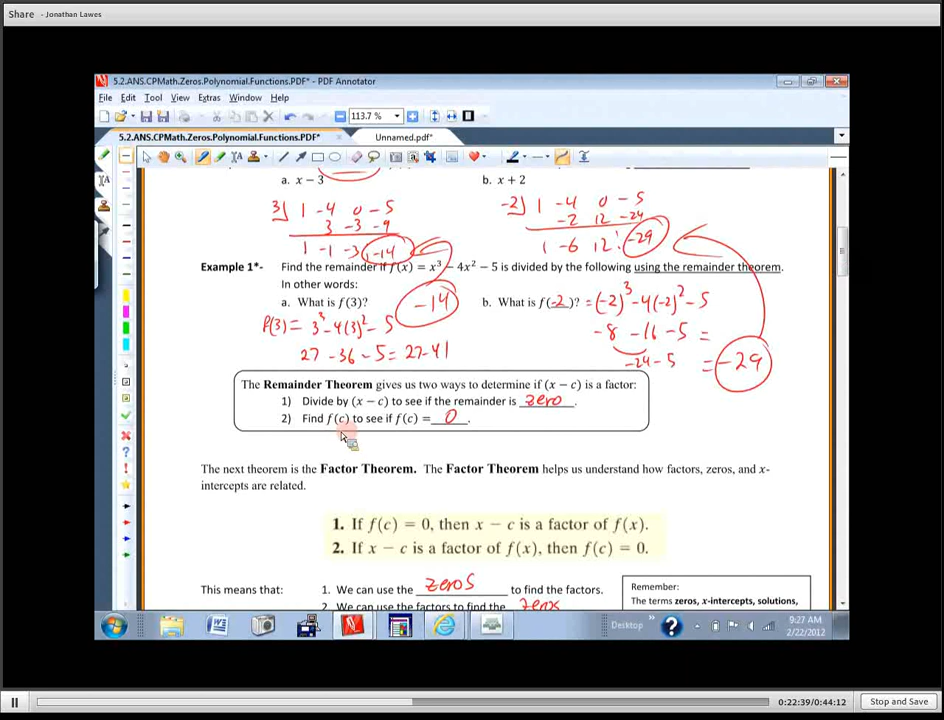 Share - Jonathan Lawes
5.2.ANS.CPMath.Zeros.Polynomial.Functions.PDF* - PDF Annotator
File Edit Tool View Extras Window Help
113.7 %
5.2.ANS.CPMath.Zeros.Polynomial.Functions.PDF* Unnamed.pdf*
a. x − 3 b. x + 2
3| 1 -4 0 -5 -2| 1 -4 0 -5
3 -3 -9 -2 12 -24
1 -1 -3 -14 1 -6 12 -29
Example 1*- Find the remainder if f(x) = x³ − 4x² − 5 is divided by the following using the remainder theorem.
In other words:
a. What is f(3)? -14 b. What is f(-2)? = (-2)³ -4(-2)² -5
f(3) = 3³ -4(3)² -5 -8 -16 -5 =
27 -36 -5 = 27-41 -24 -5 = -29
The Remainder Theorem gives us two ways to determine if (x − c) is a factor:
1) Divide by (x − c) to see if the remainder is zero.
2) Find f(c) to see if f(c) = 0.
The next theorem is the Factor Theorem. The Factor Theorem helps us understand how factors, zeros, and x-
intercepts are related.
1. If f(c) = 0, then x − c is a factor of f(x).
2. If x − c is a factor of f(x), then f(c) = 0.
This means that: 1. We can use the zeros to find the factors.
2. We can use the factors to find the
Remember:
The terms zeros, x-intercepts, solutions,
Desktop
9:27 AM
2/22/2012
0:22:39/0:44:12 Stop and Save